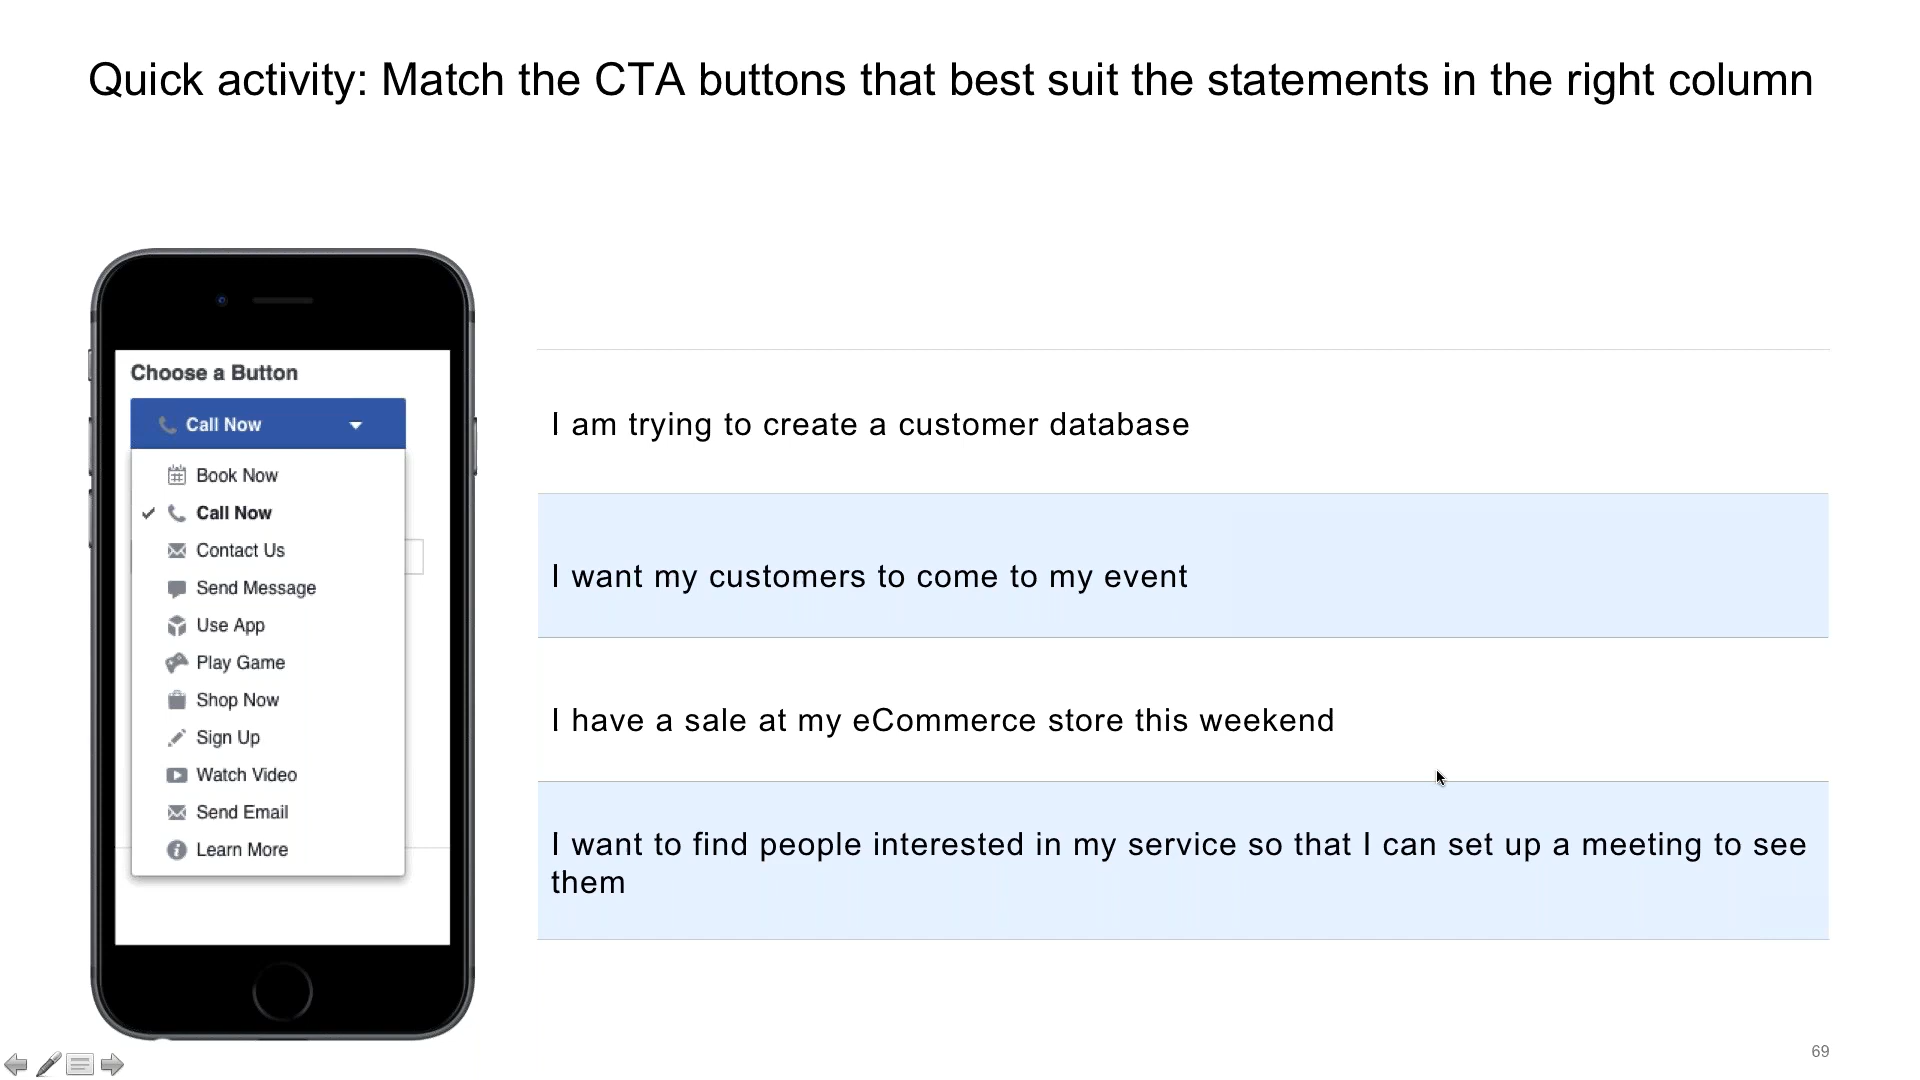 Quick activity: Match the CTA buttons that best suit the statements in the right column
Choose a Button
Call Now
Book Now
Call Now
Contact Us
Send Message
Use App
Play Game
Shop Now
Sign Up
Watch Video
Send Email
Learn More
I am trying to create a customer database
I want my customers to come to my event
I have a sale at my eCommerce store this weekend
I want to find people interested in my service so that I can set up a meeting to see
them
69